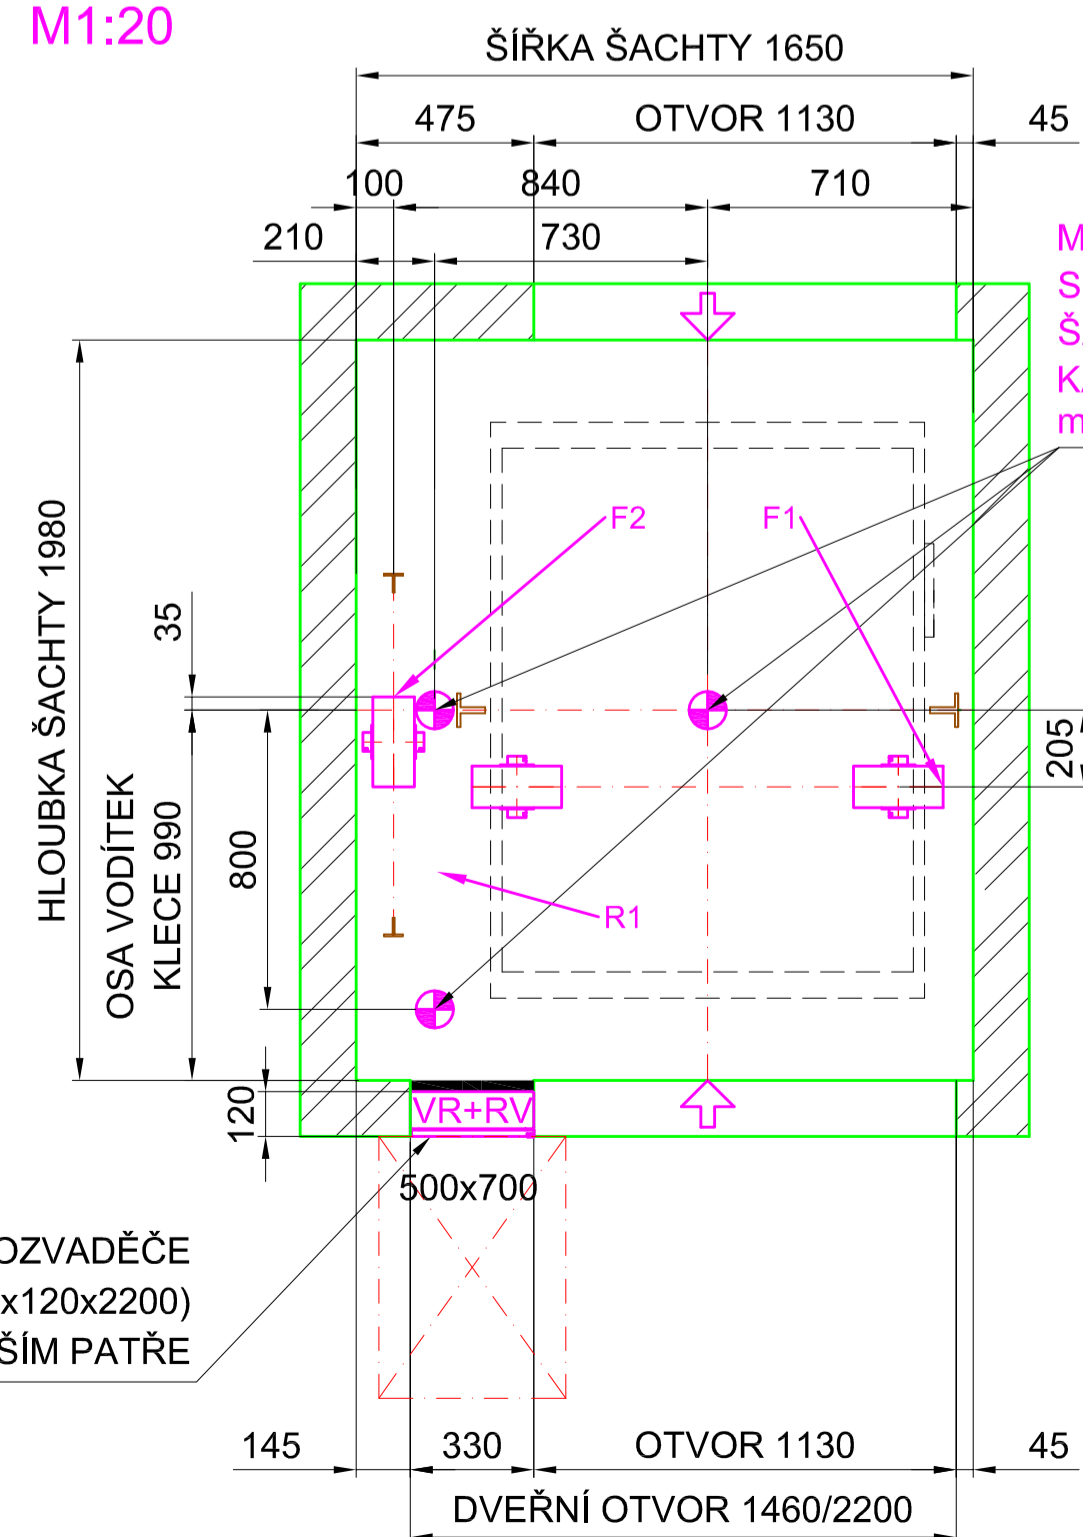 M1:20
ŠÍŘKA ŠACHTY 1650
475 OTVOR 1130 45
100 840 710
210 730
M
S
Š
m
F2 F1
HLOUBKA ŠACHTY 1980
35
OSA VODÍTEK
KLECE 990
800
205
R1
120
VR+RV
500x700
OZVADĚČE
x120x2200)
ŠÍM PATŘE
145 330 OTVOR 1130 45
DVEŘNÍ OTVOR 1460/2200